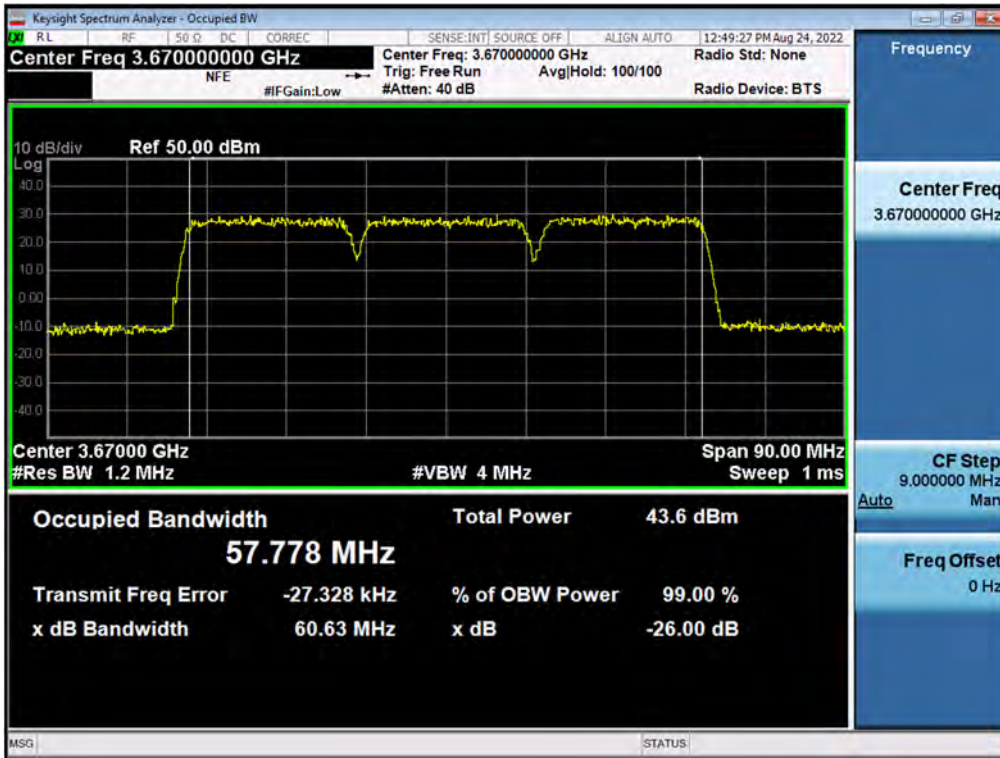 Keysight Spectrum Analyzer - Occupied BW
LXI RL RF 50 Ω DC CORREC SENSE:INT SOURCE OFF ALIGN AUTO 12:49:27 PM Aug 24, 2022
Center Freq 3.670000000 GHz
NFE
#IFGain:Low
Center Freq: 3.670000000 GHz
Trig: Free Run Avg|Hold: 100/100
#Atten: 40 dB
Radio Std: None
Radio Device: BTS
10 dB/div Ref 50.00 dBm
Log
40.0
30.0
20.0
10.0
0.00
-10.0
-20.0
-30.0
-40.0
Center 3.67000 GHz Span 90.00 MHz
#Res BW 1.2 MHz #VBW 4 MHz Sweep 1 ms
Occupied Bandwidth Total Power 43.6 dBm
57.778 MHz
Transmit Freq Error -27.328 kHz % of OBW Power 99.00 %
x dB Bandwidth 60.63 MHz x dB -26.00 dB
MSG STATUS
Frequency
Center Freq
3.670000000 GHz
CF Step
9.000000 MHz
Auto Man
Freq Offset
0 Hz